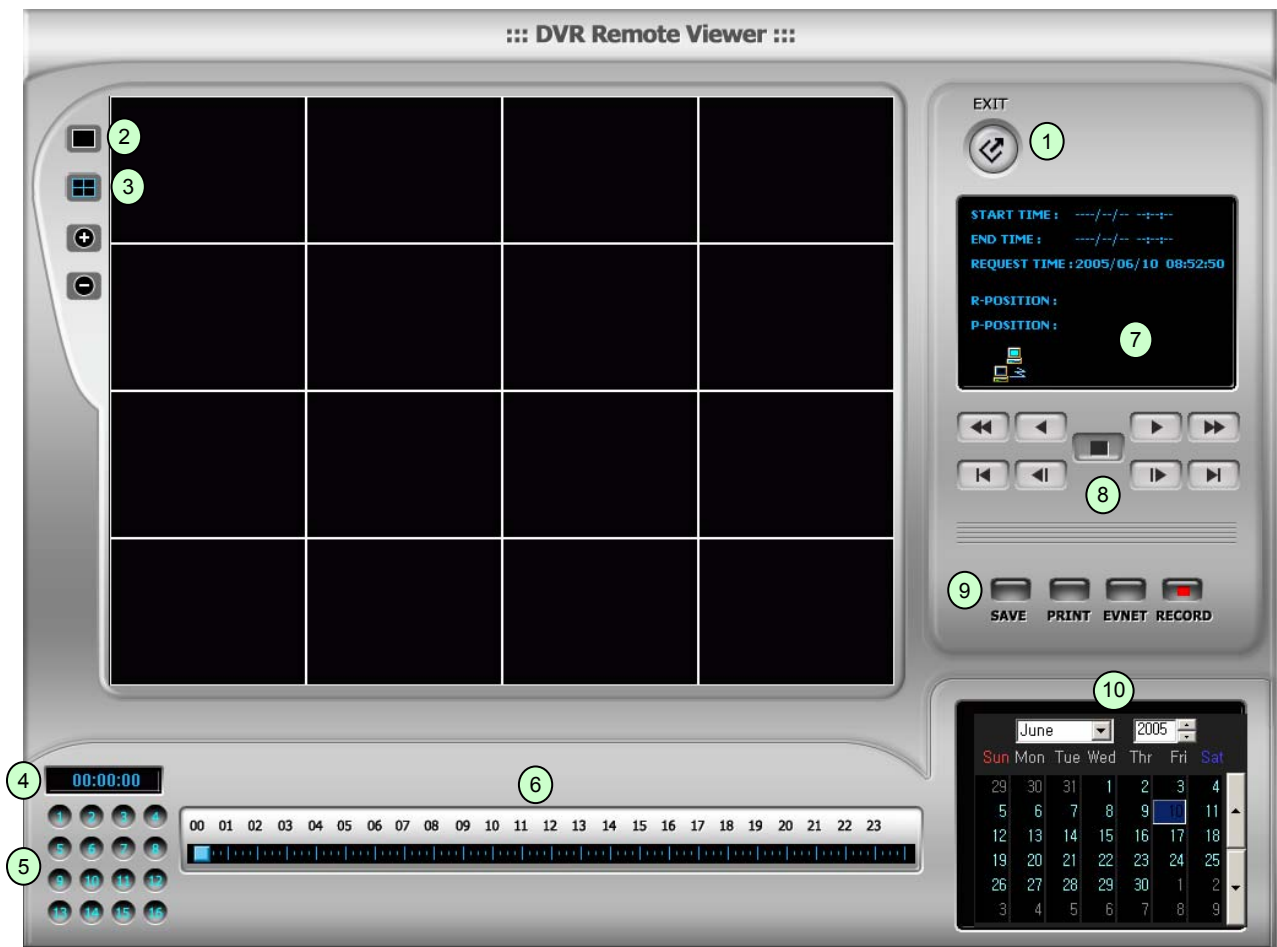 ::: DVR Remote Viewer :::
EXIT
1
2
3
START TIME : ----/--/-- --:--:--
END TIME : ----/--/-- --:--:--
REQUEST TIME : 2005/06/10 08:52:50
R-POSITION :
P-POSITION :
7
8
9
SAVE PRINT EVNET RECORD
10
June 2005
Sun Mon Tue Wed Thr Fri Sat
29 30 31 1 2 3 4
5 6 7 8 9 10 11
12 13 14 15 16 17 18
19 20 21 22 23 24 25
26 27 28 29 30 1 2
3 4 5 6 7 8 9
4
00:00:00
6
5
1 2 3 4
5 6 7 8
9 10 11 12
13 14 15 16
00 01 02 03 04 05 06 07 08 09 10 11 12 13 14 15 16 17 18 19 20 21 22 23